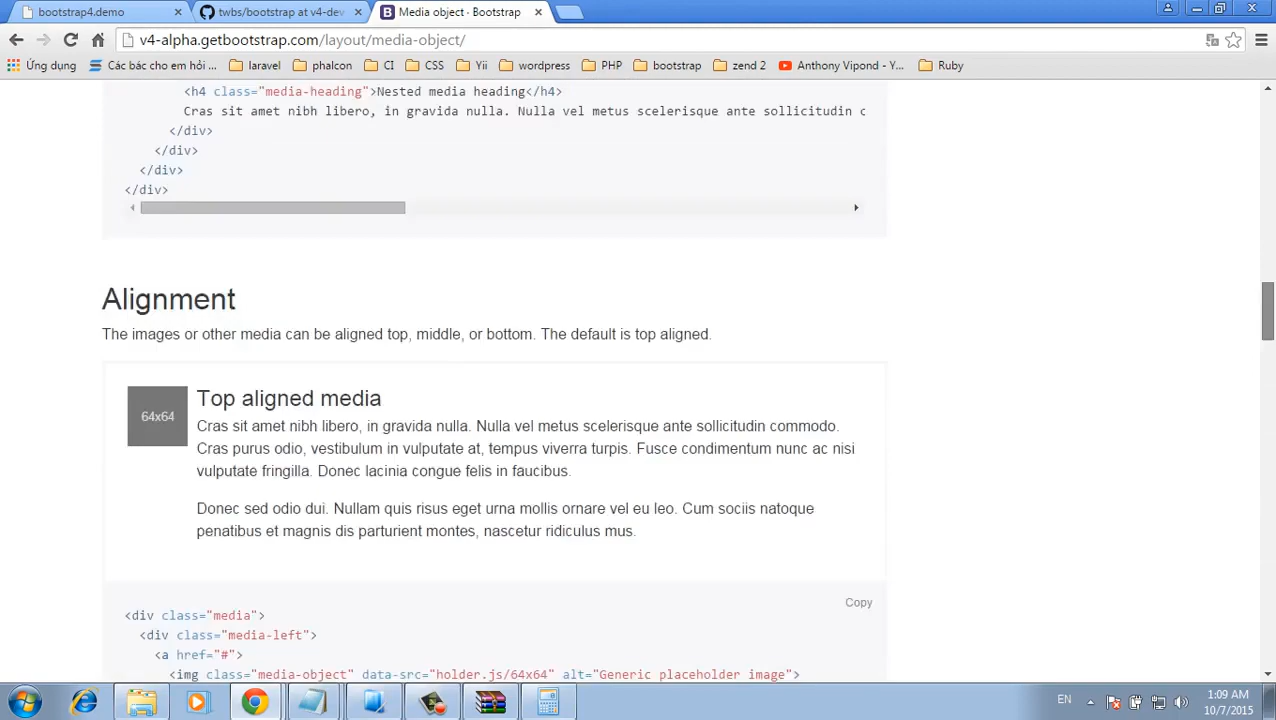 bootstrap4.demo
twbs/bootstrap at v4-dev
Media object · Bootstrap
v4-alpha.getbootstrap.com/layout/media-object/
Ứng dụng
Các bác cho em hỏi ...
laravel
phalcon
CI
CSS
Yii
wordpress
PHP
bootstrap
zend 2
Anthony Vipond - Y...
Ruby
<h4 class="media-heading">Nested media heading</h4>
Cras sit amet nibh libero, in gravida nulla. Nulla vel metus scelerisque ante sollicitudin c
</div>
</div>
</div>
</div>
Alignment
The images or other media can be aligned top, middle, or bottom. The default is top aligned.
64x64
Top aligned media
Cras sit amet nibh libero, in gravida nulla. Nulla vel metus scelerisque ante sollicitudin commodo.
Cras purus odio, vestibulum in vulputate at, tempus viverra turpis. Fusce condimentum nunc ac nisi
vulputate fringilla. Donec lacinia congue felis in faucibus.
Donec sed odio dui. Nullam quis risus eget urna mollis ornare vel eu leo. Cum sociis natoque
penatibus et magnis dis parturient montes, nascetur ridiculus mus.
Copy
<div class="media">
<div class="media-left">
<a href="#">
<img class="media-object" data-src="holder.js/64x64" alt="Generic placeholder image">
EN
1:09 AM
10/7/2015